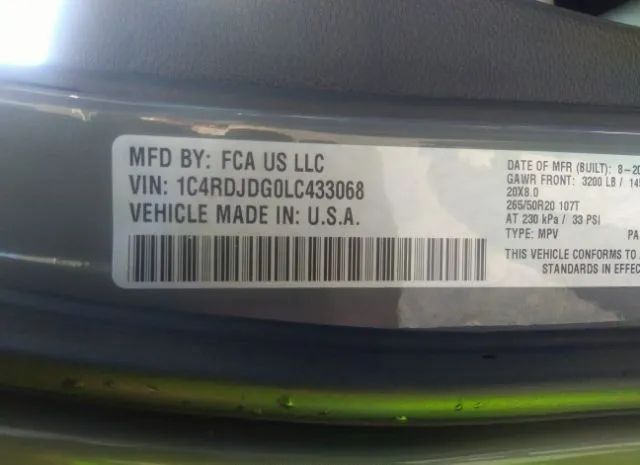 MFD BY: FCA US LLC
VIN: 1C4RDJDG0LC433068
VEHICLE MADE IN: U.S.A.
DATE OF MFR (BUILT): 8-20
GAWR FRONT: 3200 LB / 145
20X8.0
265/50R20 107T
AT 230 kPa / 33 PSI
TYPE: MPV PA
THIS VEHICLE CONFORMS TO A
STANDARDS IN EFFEC